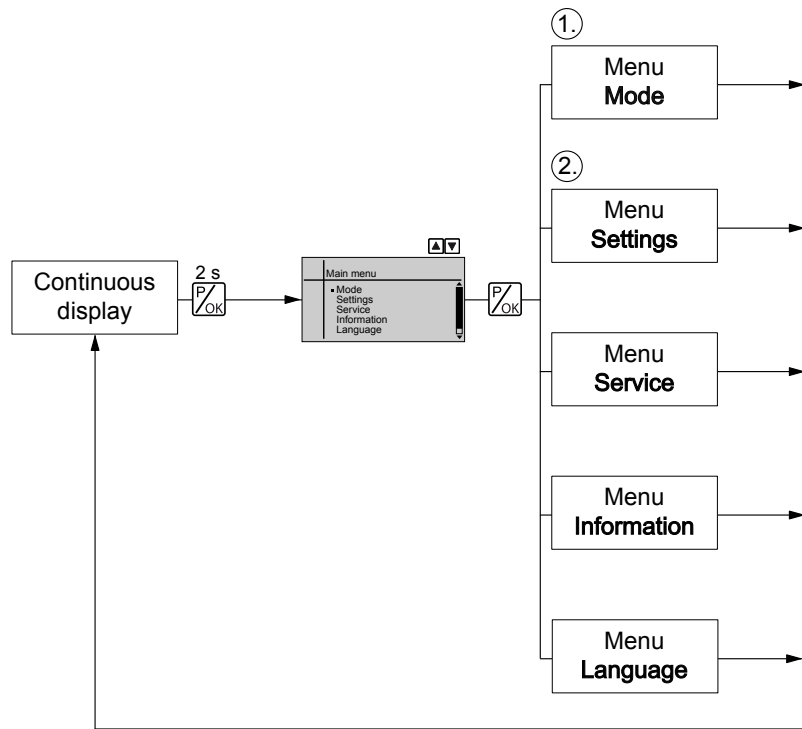 1.
Menu
Mode
2.
Menu
Settings
Continuous
display
2 s
P/OK
Main menu
Mode
Settings
Service
Information
Language
P/OK
Menu
Service
Menu
Information
Menu
Language